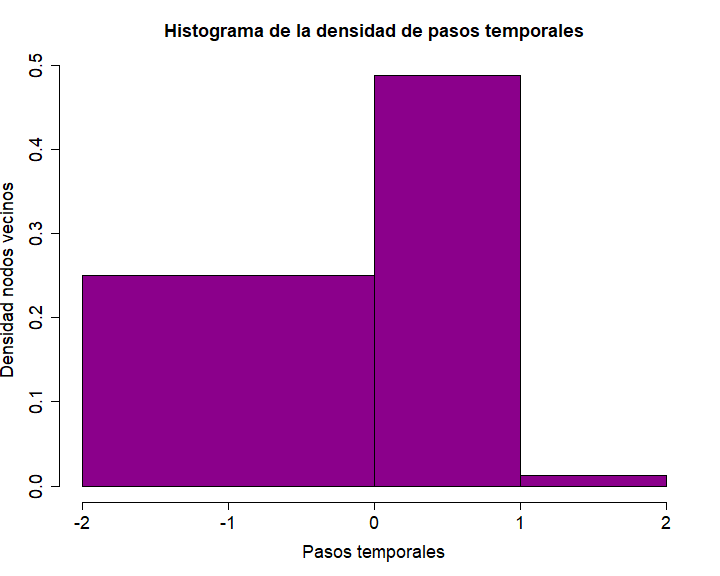 Histograma de la densidad de pasos temporales
Densidad nodos vecinos
0.5
0.4
0.3
0.2
0.1
0.0
-2 -1 0 1 2
Pasos temporales